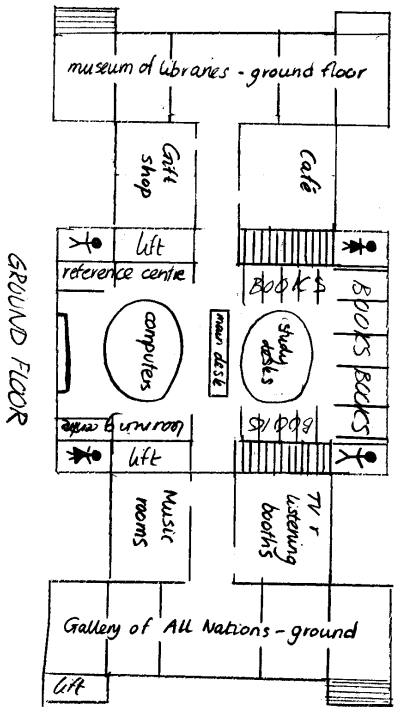 museum of libraries - ground floor
Gift
shop
Café
lift
reference centre
BOOKS
BOOKS BOOKS
computers
main desk
study
desks
GROUND FLOOR
learning centre
lift
BOOKS
Music
rooms
TV &
listening
booths
Gallery of All Nations - ground
lift